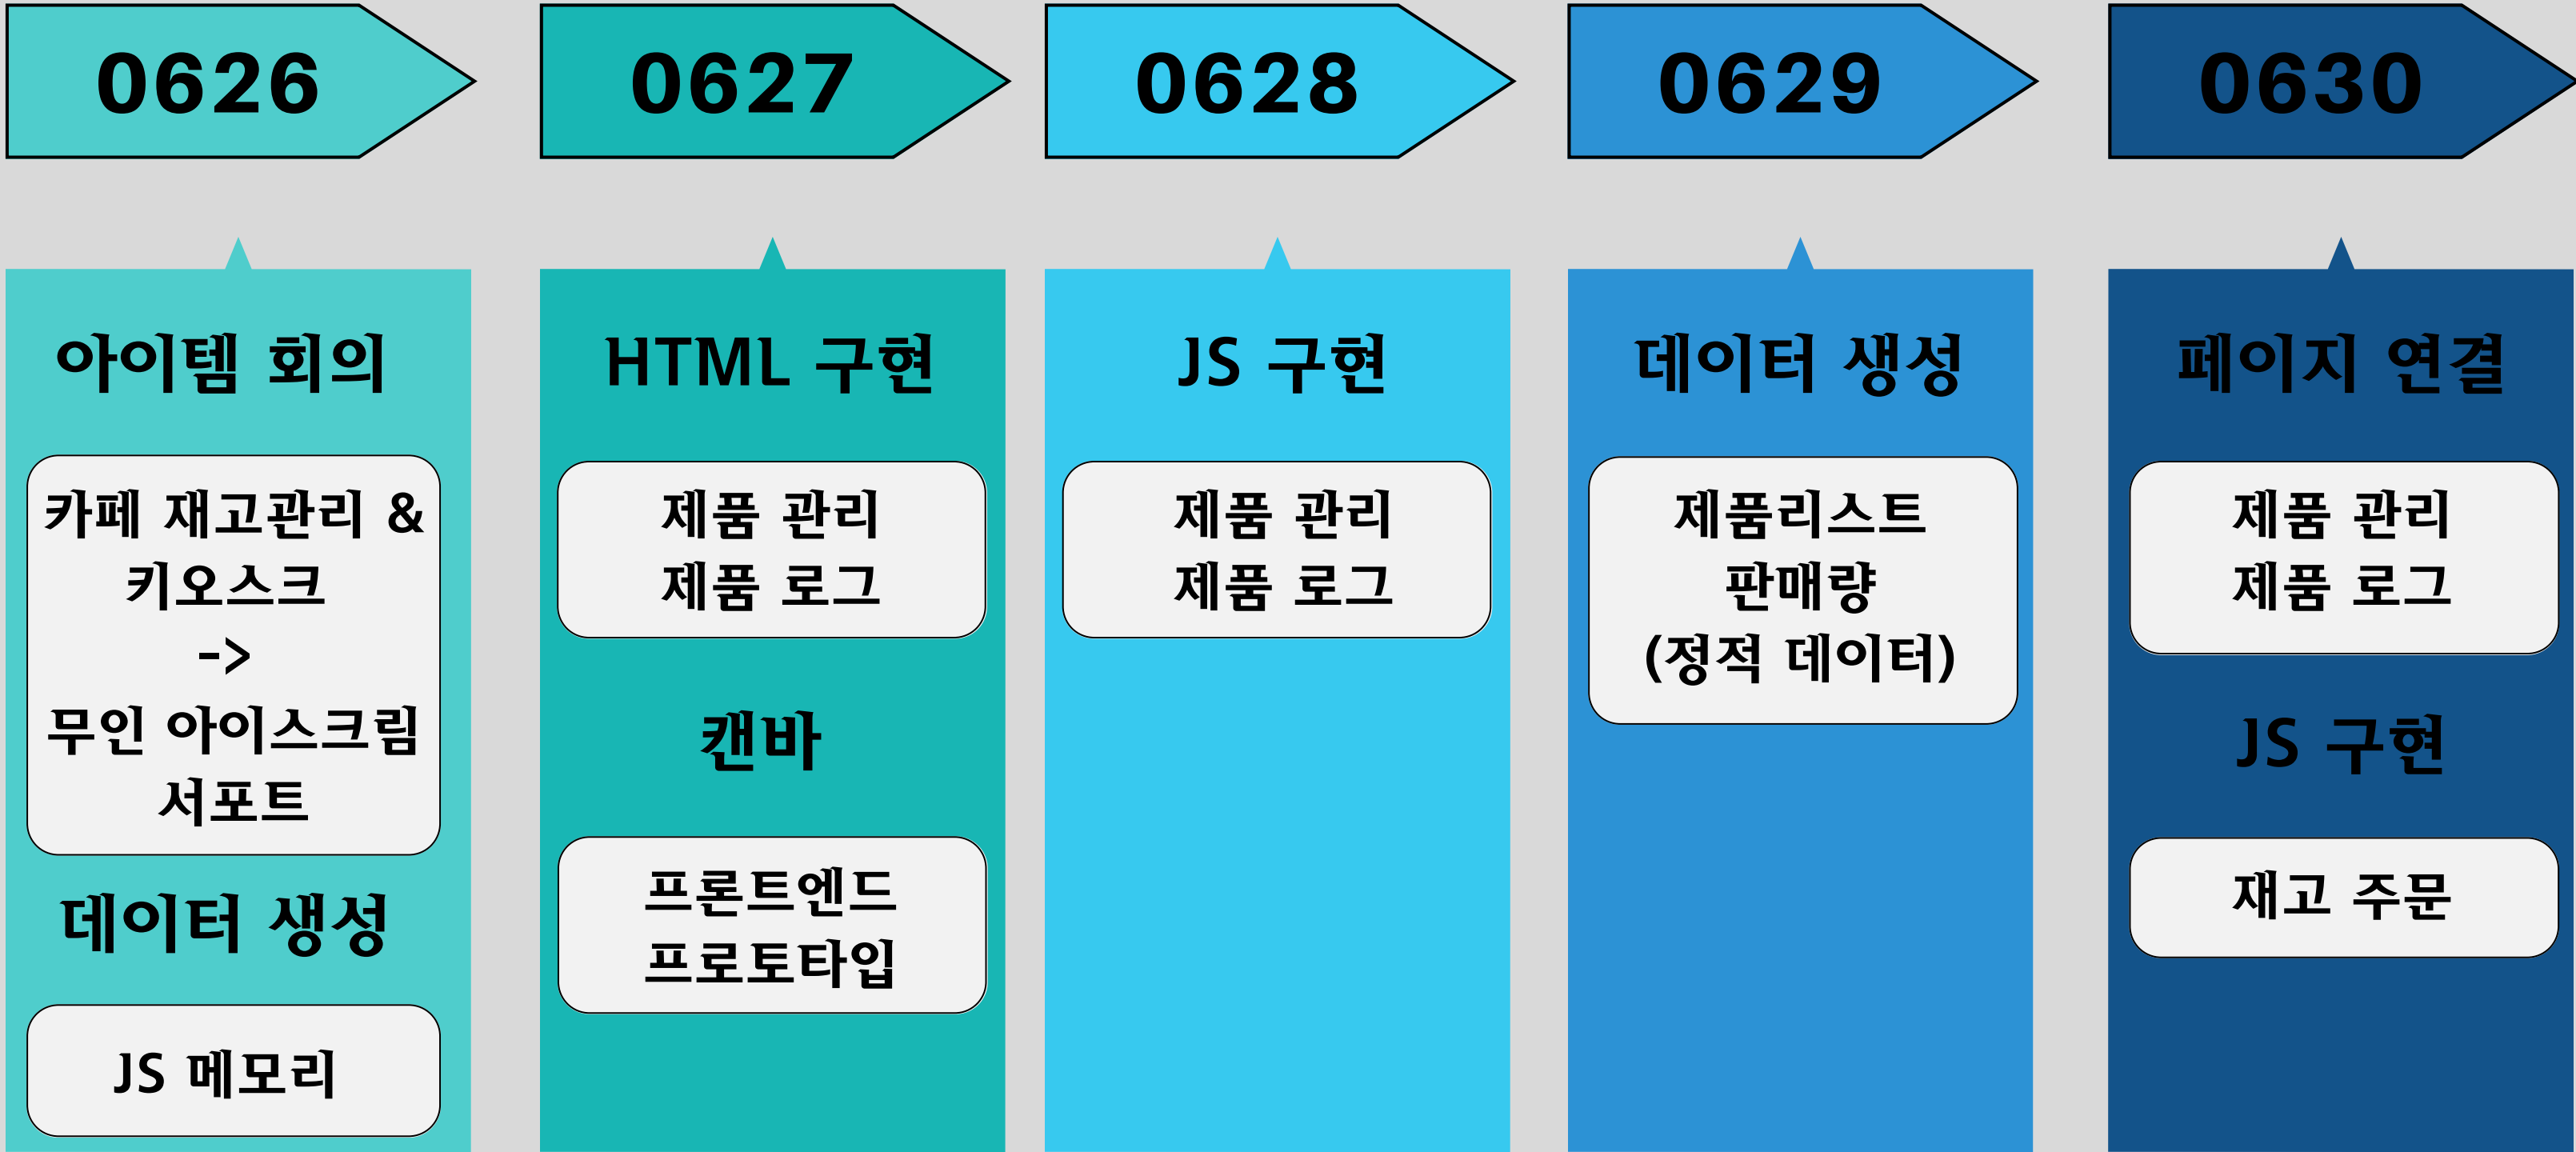 0626
0627
0628
0629
0630
아이템 회의
카페 재고관리 &
키오스크
->
무인 아이스크림
서포트
데이터 생성
JS 메모리
HTML 구현
제품 관리
제품 로그
캔바
프론트엔드
프로토타입
JS 구현
제품 관리
제품 로그
데이터 생성
제품리스트
판매량
(정적 데이터)
페이지 연결
제품 관리
제품 로그
JS 구현
재고 주문